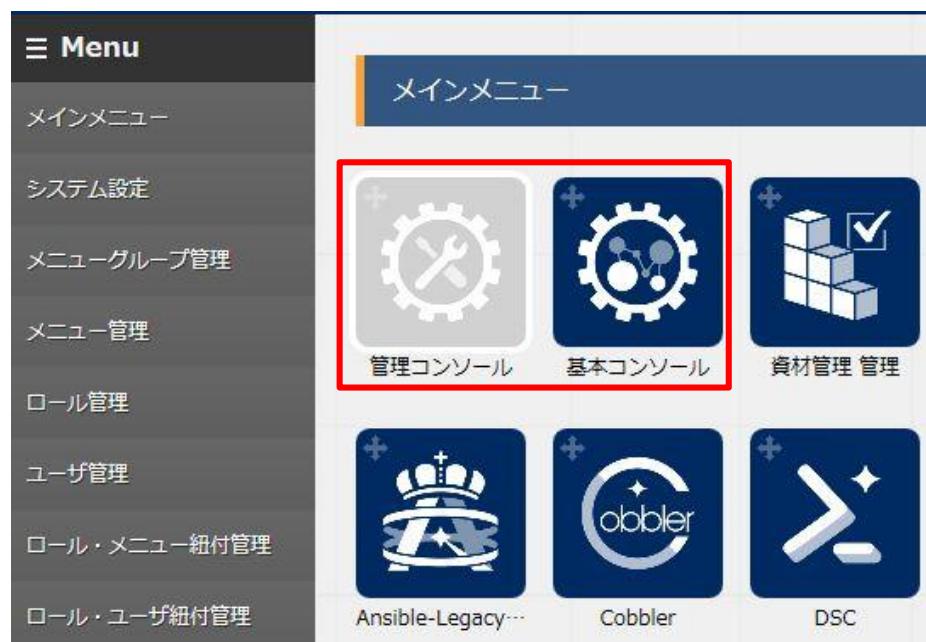 ☰ Menu
メインメニュー
システム設定
メニューグループ管理
メニュー管理
ロール管理
ユーザ管理
ロール・メニュー紐付管理
ロール・ユーザ紐付管理
メインメニュー
管理コンソール
基本コンソール
資材管理 管理
obbler
Ansible-Legacy…
Cobbler
DSC